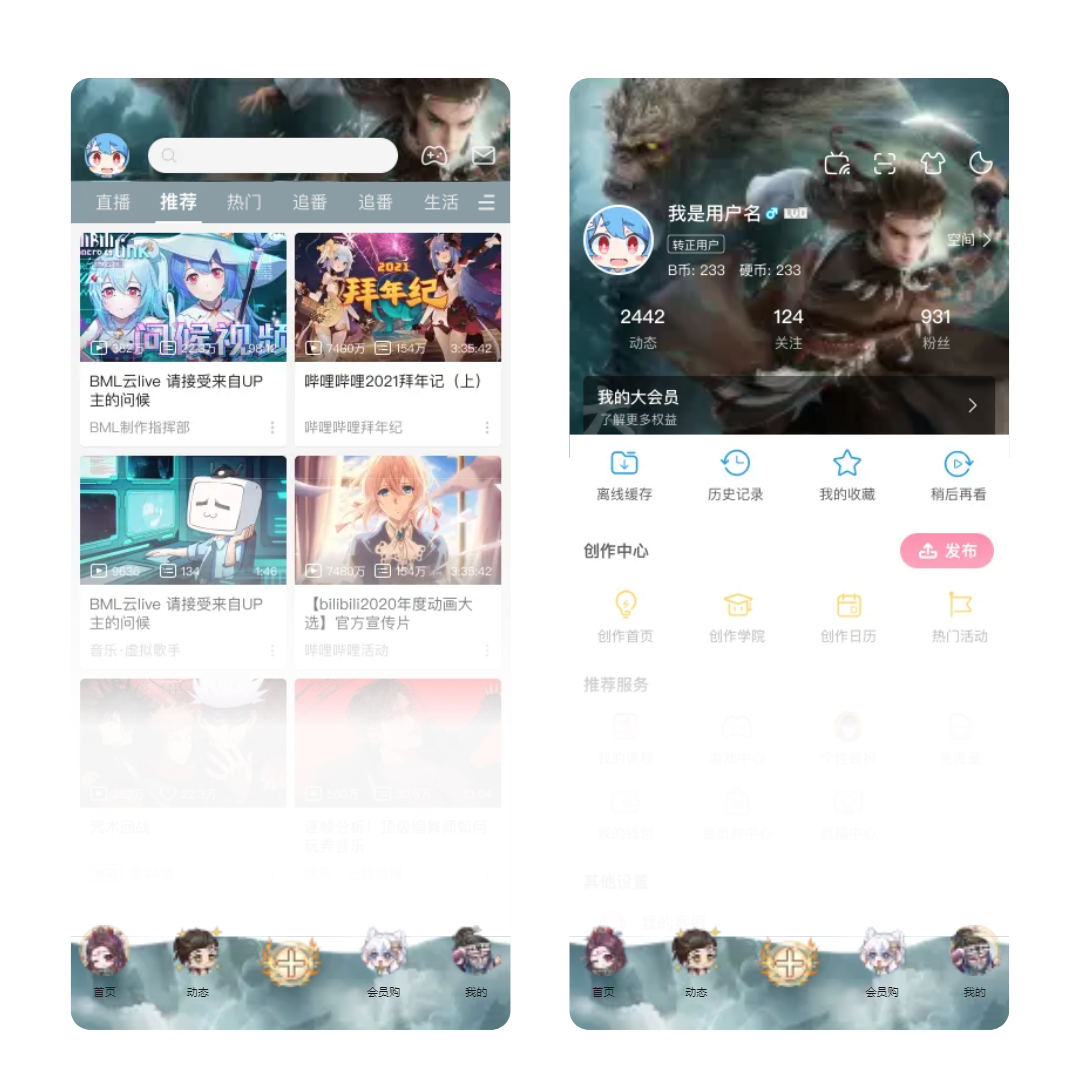 直播 推荐 热门 追番 追番 生活
问候视频
2021
拜年纪
7480万 154万 3:35:42
BML云live 请接受来自UP
主的问候
BML制作指挥部
哔哩哔哩2021拜年记（上）
哔哩哔哩拜年纪
9636 134 1:46
7480万 154万 3:35:42
BML云live 请接受来自UP
主的问候
音乐·虚拟歌手
【bilibili2020年度动画大
选】官方宣传片
哔哩哔哩活动
首页 动态 会员购 我的
我是用户名
转正用户
空间
B币: 233 硬币: 233
2442 124 931
动态 关注 粉丝
我的大会员
了解更多权益
离线缓存 历史记录 我的收藏 稍后再看
创作中心 发布
创作首页 创作学院 创作日历 热门活动
推荐服务
其他设置
首页 动态 会员购 我的